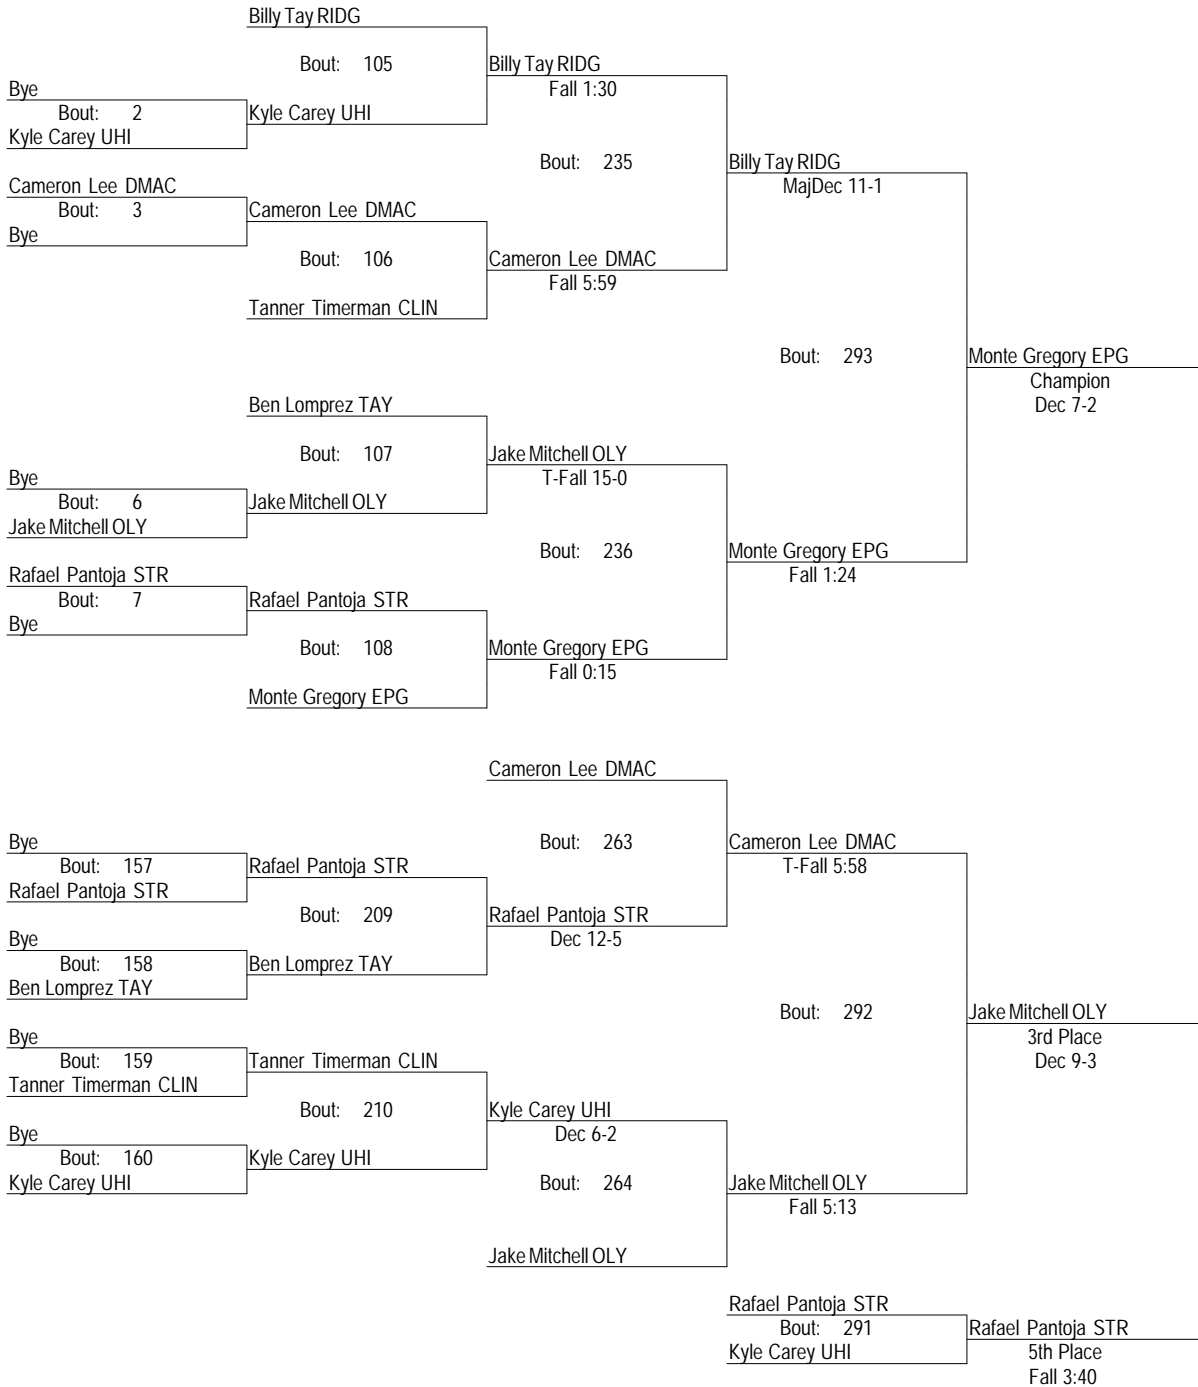 Billy Tay RIDG
Bout: 105
Billy Tay RIDG
Fall 1:30
Bye
Bout: 2
Kyle Carey UHI
Kyle Carey UHI
Bout: 235
Billy Tay RIDG
MajDec 11-1
Cameron Lee DMAC
Bout: 3
Cameron Lee DMAC
Bye
Bout: 106
Cameron Lee DMAC
Fall 5:59
Tanner Timerman CLIN
Bout: 293
Monte Gregory EPG
Champion
Dec 7-2
Ben Lomprez TAY
Bout: 107
Jake Mitchell OLY
T-Fall 15-0
Bye
Bout: 6
Jake Mitchell OLY
Jake Mitchell OLY
Bout: 236
Monte Gregory EPG
Fall 1:24
Rafael Pantoja STR
Bout: 7
Rafael Pantoja STR
Bye
Bout: 108
Monte Gregory EPG
Fall 0:15
Monte Gregory EPG
Cameron Lee DMAC
Bout: 263
Cameron Lee DMAC
T-Fall 5:58
Bye
Bout: 157
Rafael Pantoja STR
Rafael Pantoja STR
Bout: 209
Rafael Pantoja STR
Dec 12-5
Bye
Bout: 158
Ben Lomprez TAY
Ben Lomprez TAY
Bout: 292
Jake Mitchell OLY
3rd Place
Dec 9-3
Bye
Bout: 159
Tanner Timerman CLIN
Tanner Timerman CLIN
Bout: 210
Kyle Carey UHI
Dec 6-2
Bye
Bout: 160
Kyle Carey UHI
Kyle Carey UHI
Bout: 264
Jake Mitchell OLY
Fall 5:13
Jake Mitchell OLY
Rafael Pantoja STR
Bout: 291
Rafael Pantoja STR
Kyle Carey UHI
5th Place
Fall 3:40